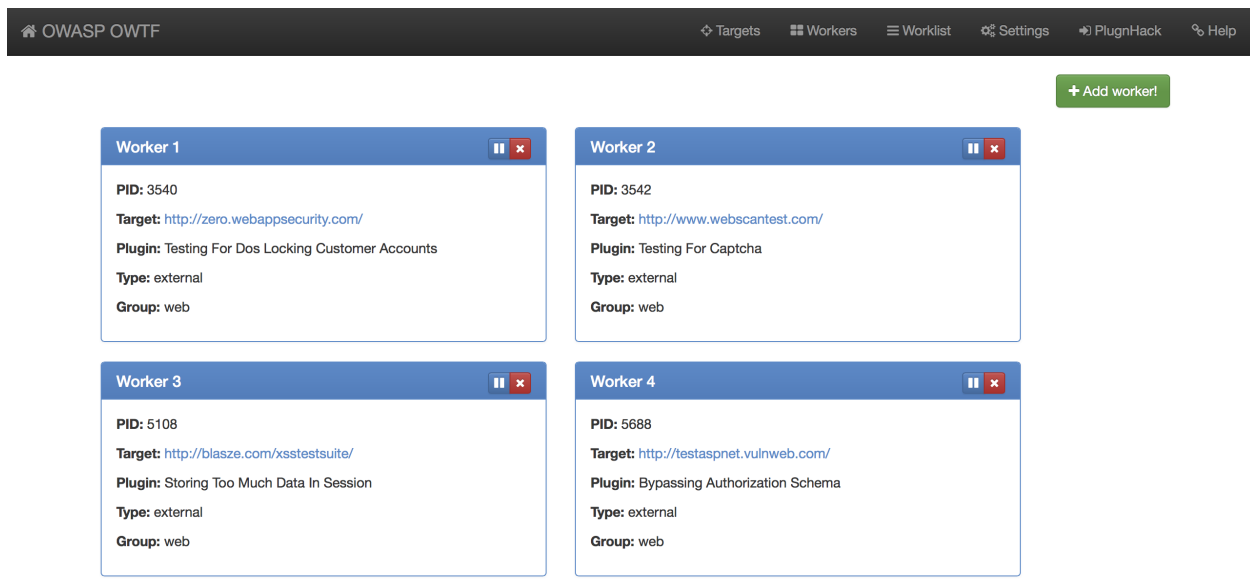 OWASP OWTF Targets Workers Worklist Settings PlugnHack Help
Add worker!
Worker 1
PID: 3540
Target: http://zero.webappsecurity.com/
Plugin: Testing For Dos Locking Customer Accounts
Type: external
Group: web
Worker 2
PID: 3542
Target: http://www.webscantest.com/
Plugin: Testing For Captcha
Type: external
Group: web
Worker 3
PID: 5108
Target: http://blasze.com/xsstestsuite/
Plugin: Storing Too Much Data In Session
Type: external
Group: web
Worker 4
PID: 5688
Target: http://testaspnet.vulnweb.com/
Plugin: Bypassing Authorization Schema
Type: external
Group: web